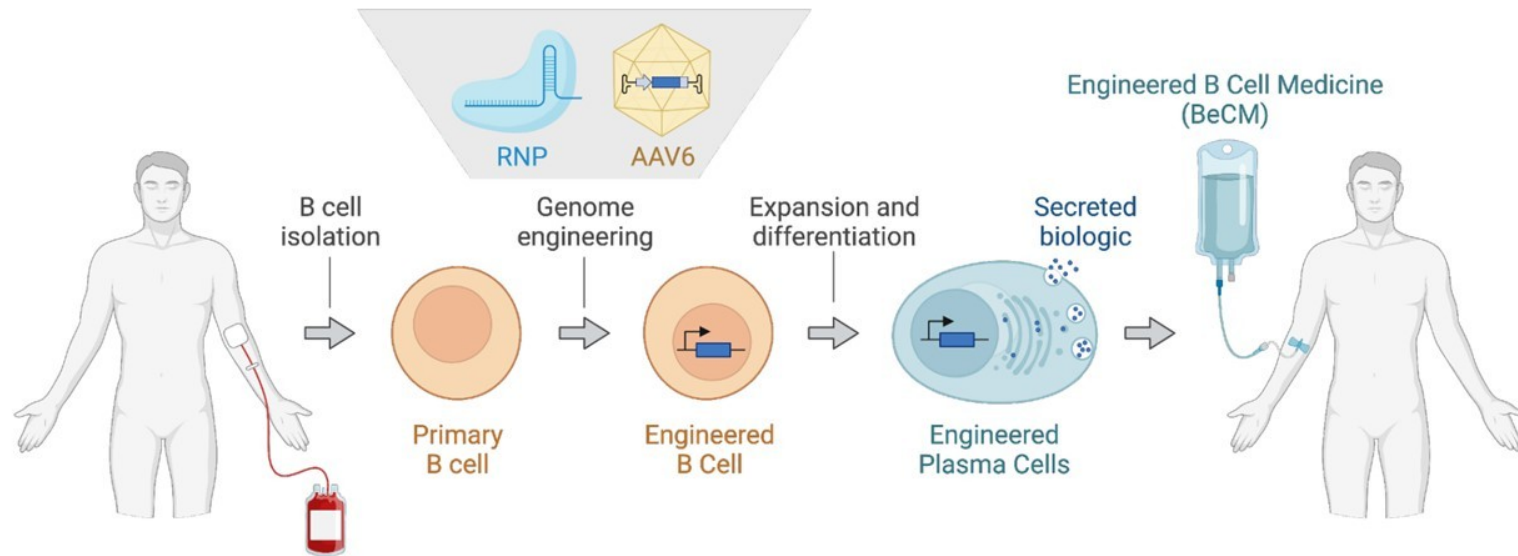 RNP
AAV6
Engineered B Cell Medicine
(BeCM)
B cell
isolation
Genome
engineering
Expansion and
differentiation
Secreted
biologic
Primary
B cell
Engineered
B Cell
Engineered
Plasma Cells